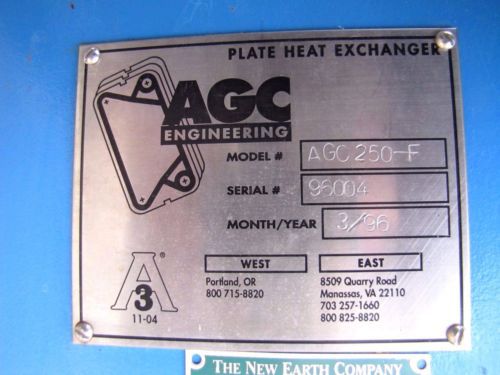 PLATE HEAT EXCHANGER
AGC
ENGINEERING
MODEL # AGC 250-F
SERIAL # 96004
MONTH/YEAR 3/96
WEST
Portland, OR
800 715-8820
EAST
8509 Quarry Road
Manassas, VA 22110
703 257-1660
800 825-8820
A®
3
11-04
THE NEW EARTH COMPANY